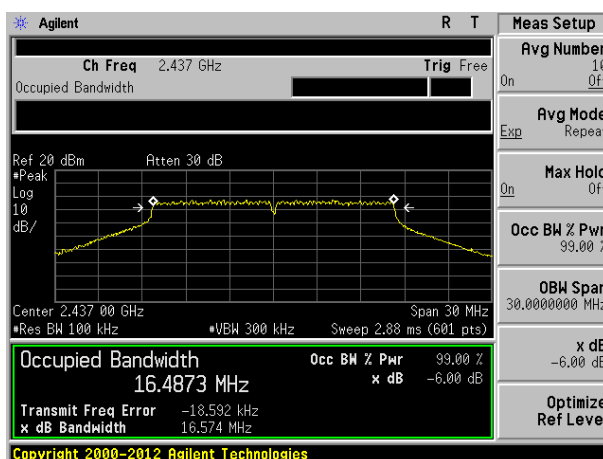 Agilent R T Meas Setup
Ch Freq 2.437 GHz Trig Free
Occupied Bandwidth
Ref 20 dBm Atten 30 dB
#Peak
Log
10
dB/
Center 2.437 00 GHz Span 30 MHz
#Res BW 100 kHz #VBW 300 kHz Sweep 2.88 ms (601 pts)
Occupied Bandwidth
16.4873 MHz
Occ BW % Pwr 99.00 %
x dB -6.00 dB
Transmit Freq Error -18.592 kHz
x dB Bandwidth 16.574 MHz
Copyright 2000-2012 Agilent Technologies
Avg Number
10
On Off
Avg Mode
Exp Repeat
Max Hold
On Off
Occ BW % Pwr
99.00 %
OBW Span
30.0000000 MHz
x dB
-6.00 dB
Optimize
Ref Level